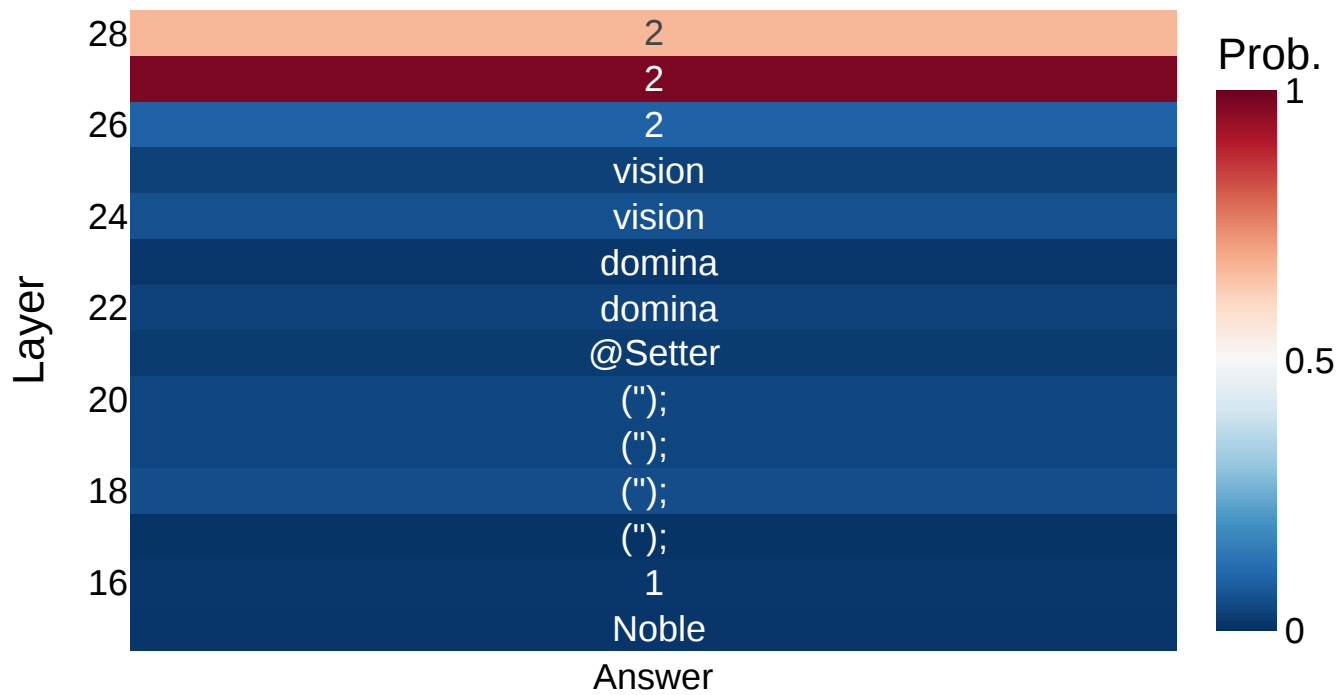 Prob.
28 2
1
2
26 2
vision
24 vision
domina
22 domina
Layer
@Setter
0.5
20 (");
(");
18 (");
(");
16 1
Noble
0
Answer